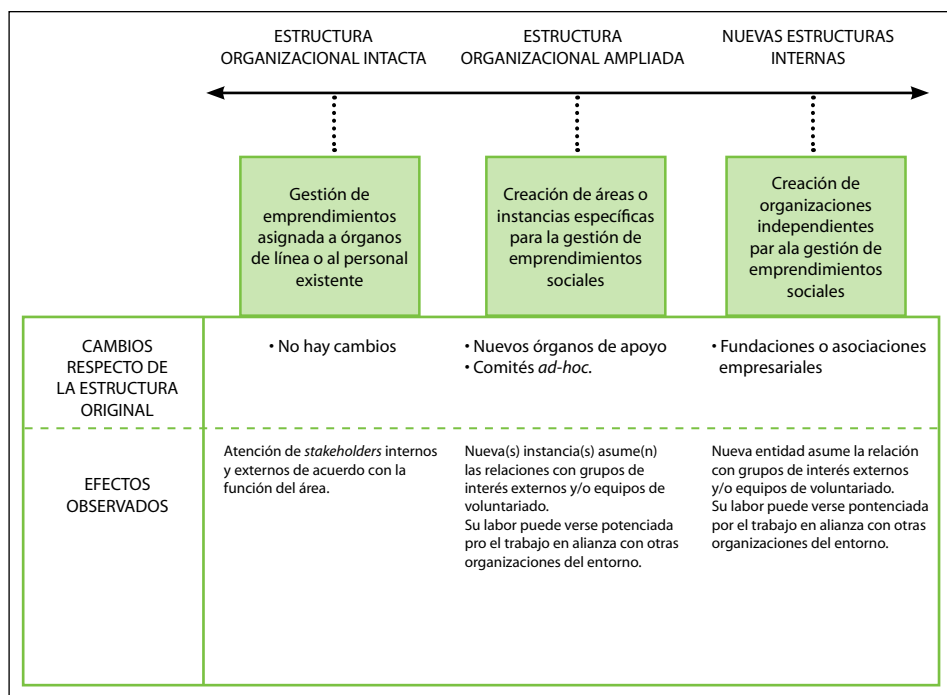 ESTRUCTURA
ORGANIZACIONAL INTACTA
ESTRUCTURA
ORGANIZACIONAL AMPLIADA
NUEVAS ESTRUCTURAS
INTERNAS
Gestión de
emprendimientos
asignada a órganos
de línea o al personal
existente
Creación de áreas o
instancias específicas
para la gestión de
emprendimientos
sociales
Creación de
organizaciones
independientes
par ala gestión de
emprendimientos
sociales
CAMBIOS
RESPECTO DE
LA ESTRUCTURA
ORIGINAL
• No hay cambios
• Nuevos órganos de apoyo
• Comités ad-hoc.
• Fundaciones o asociaciones
empresariales
EFECTOS
OBSERVADOS
Atención de stakeholders internos
y externos de acuerdo con la
función del área.
Nueva(s) instancia(s) asume(n)
las relaciones con grupos de
interés externos y/o equipos de
voluntariado.
Su labor puede verse potenciada
pro el trabajo en alianza con otras
organizaciones del entorno.
Nueva entidad asume la relación
con grupos de interés externos
y/o equipos de voluntariado.
Su labor puede verse pontenciada
por el trabajo en alianza con otras
organizaciones del entorno.